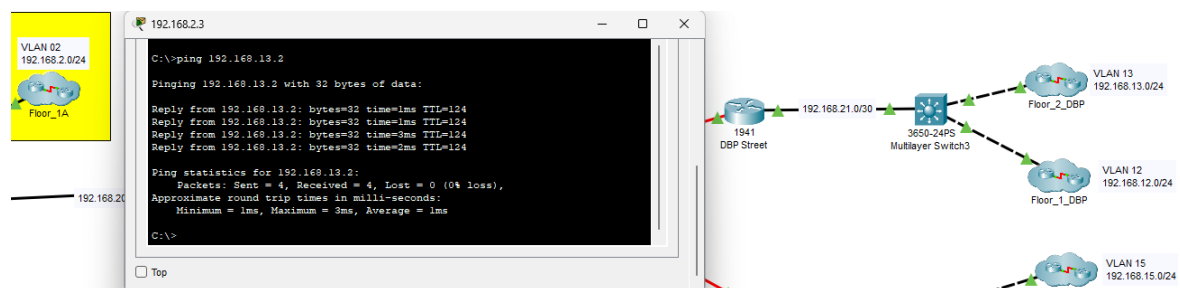 VLAN 02
192.168.2.0/24
Floor_1A
192.168.20
192.168.2.3
C:\>ping 192.168.13.2
Pinging 192.168.13.2 with 32 bytes of data:
Reply from 192.168.13.2: bytes=32 time=1ms TTL=124
Reply from 192.168.13.2: bytes=32 time=1ms TTL=124
Reply from 192.168.13.2: bytes=32 time=3ms TTL=124
Reply from 192.168.13.2: bytes=32 time=2ms TTL=124
Ping statistics for 192.168.13.2:
Packets: Sent = 4, Received = 4, Lost = 0 (0% loss),
Approximate round trip times in milli-seconds:
Minimum = 1ms, Maximum = 3ms, Average = 1ms
C:\>
Top
1941
DBP Street
192.168.21.0/30
3650-24PS
Multilayer Switch3
VLAN 13
192.168.13.0/24
Floor_2_DBP
VLAN 12
192.168.12.0/24
Floor_1_DBP
VLAN 15
192.168.15.0/24